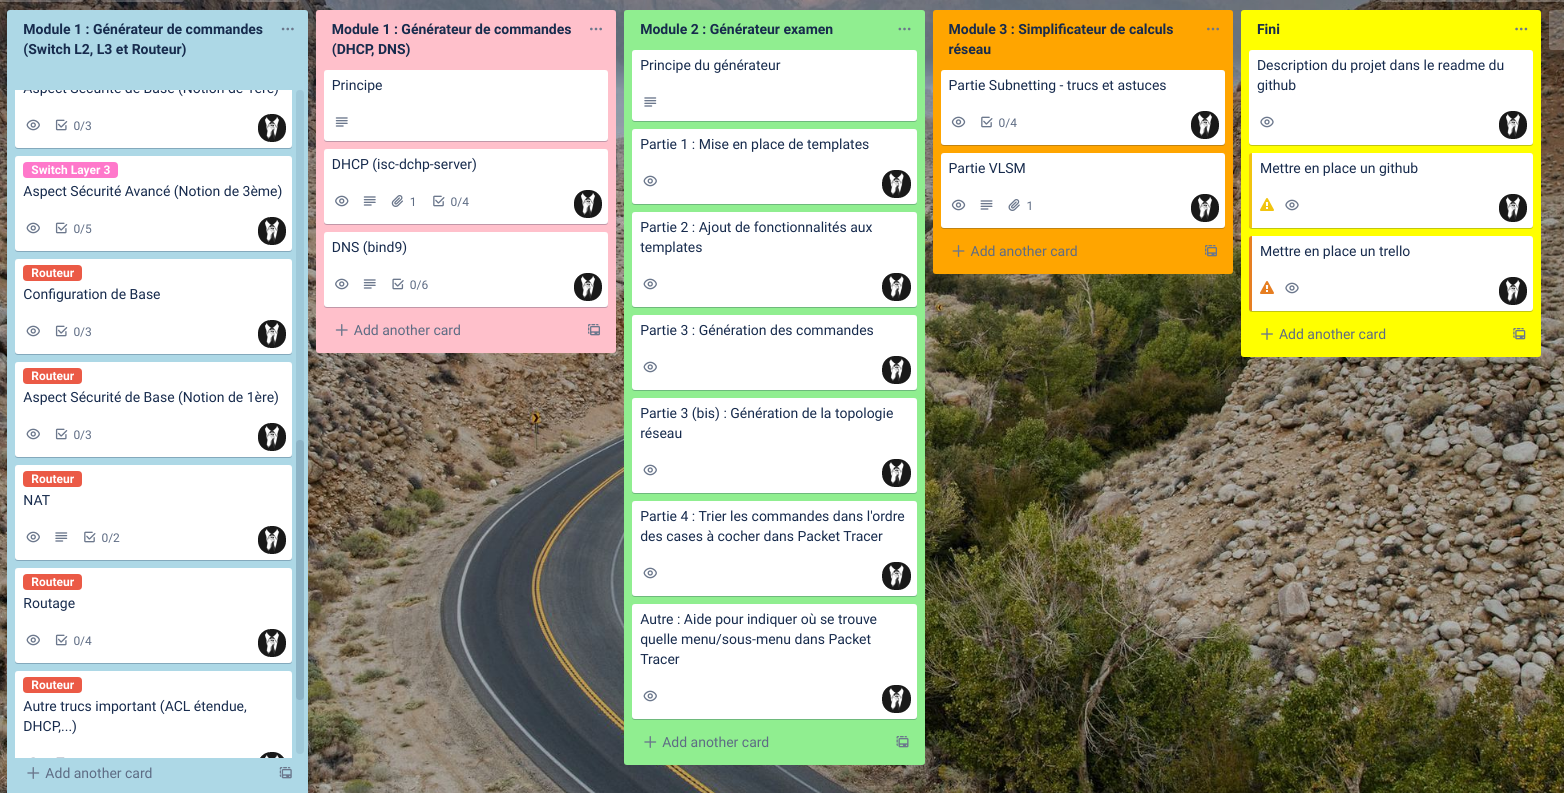 Module 1 : Générateur de commandes
(Switch L2, L3 et Routeur)
Aspect Sécurité de Base (Notion de 1ère)
0/3
Switch Layer 3
Aspect Sécurité Avancé (Notion de 3ème)
0/5
Routeur
Configuration de Base
0/3
Routeur
Aspect Sécurité de Base (Notion de 1ère)
0/3
Routeur
NAT
0/2
Routeur
Routage
0/4
Routeur
Autre trucs important (ACL étendue,
DHCP,...)
+ Add another card
Module 1 : Générateur de commandes
(DHCP, DNS)
Principe
DHCP (isc-dchp-server)
1
0/4
DNS (bind9)
0/6
+ Add another card
Module 2 : Générateur examen
Principe du générateur
Partie 1 : Mise en place de templates
Partie 2 : Ajout de fonctionnalités aux
templates
Partie 3 : Génération des commandes
Partie 3 (bis) : Génération de la topologie
réseau
Partie 4 : Trier les commandes dans l'ordre
des cases à cocher dans Packet Tracer
Autre : Aide pour indiquer où se trouve
quelle menu/sous-menu dans Packet
Tracer
+ Add another card
Module 3 : Simplificateur de calculs
réseau
Partie Subnetting - trucs et astuces
0/4
Partie VLSM
1
+ Add another card
Fini
Description du projet dans le readme du
github
Mettre en place un github
Mettre en place un trello
+ Add another card